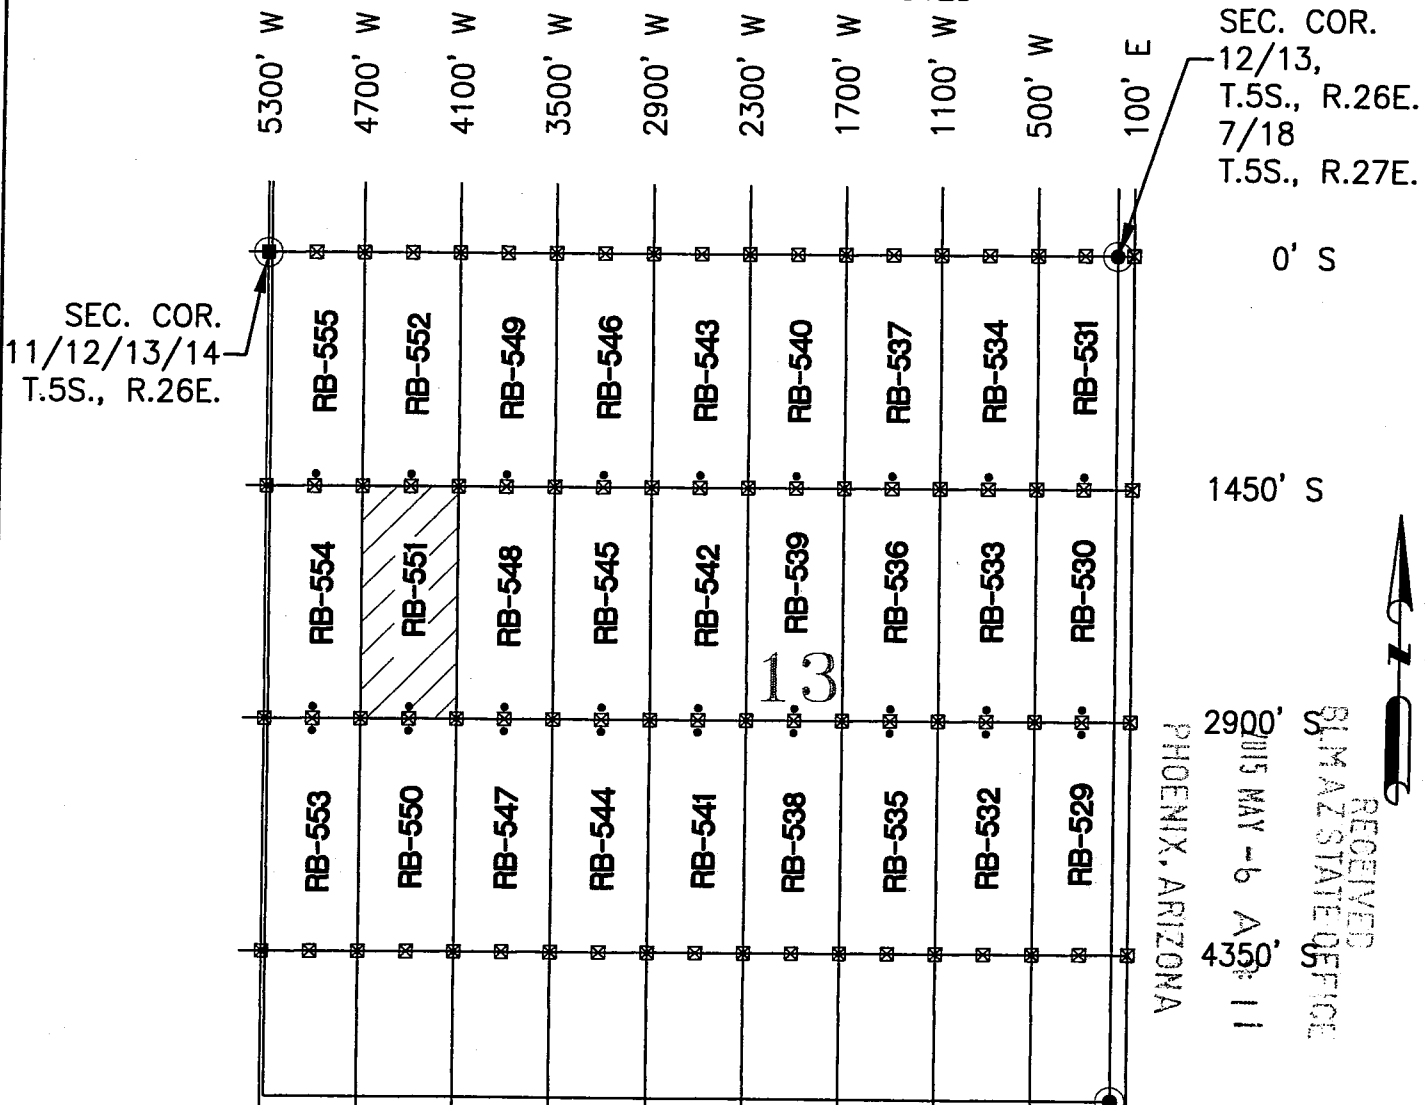 5300' W
4700' W
4100' W
3500' W
2900' W
2300' W
1700' W
1100' W
500' W
100' E
SEC. COR.
12/13,
T.5S., R.26E.
7/18
T.5S., R.27E.
0' S
SEC. COR.
11/12/13/14
T.5S., R.26E.
RB-555
RB-552
RB-549
RB-546
RB-543
RB-540
RB-537
RB-534
RB-531
1450' S
RB-554
RB-551
RB-548
RB-545
RB-542
RB-539
RB-536
RB-533
RB-530
13
N
2900' S
RB-553
RB-550
RB-547
RB-544
RB-541
RB-538
RB-535
RB-532
RB-529
4350' S
RECEIVED
BLM AZ STATE OFFICE
MAY -6 A
11
PHOENIX, ARIZONA